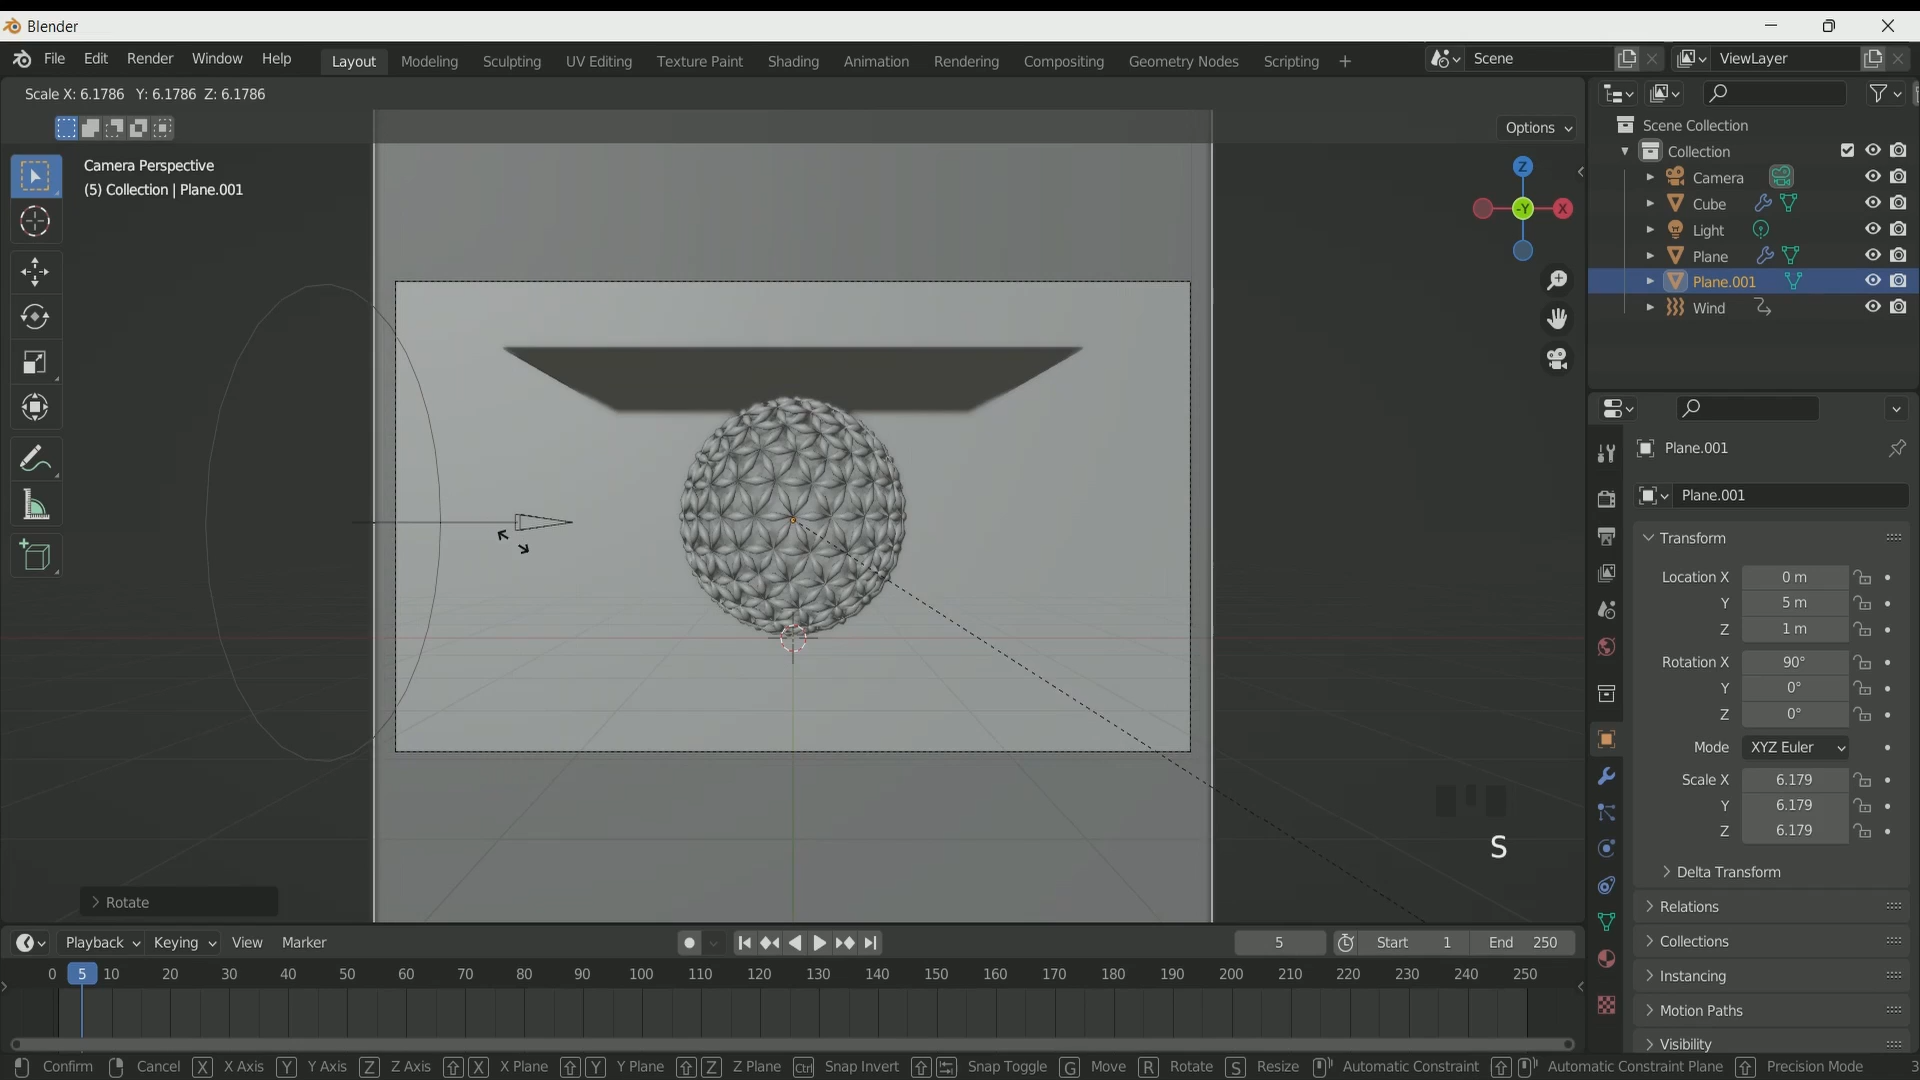 Blender
File Edit Render Window Help Layout Modeling Sculpting UV Editing Texture Paint Shading Animation Rendering Compositing Geometry Nodes Scripting + Scene ViewLayer
Scale X: 6.1786 Y: 6.1786 Z: 6.1786
Options
Camera Perspective
(5) Collection | Plane.001
Z
-Y X
Scene Collection
Collection
Camera
Cube
Light
Plane
Plane.001
Wind
Plane.001
Plane.001
Transform
Location X 0 m
Y 5 m
Z 1 m
Rotation X 90°
Y 0°
Z 0°
Mode XYZ Euler
Scale X 6.179
Y 6.179
Z 6.179
Delta Transform
Relations
Collections
Instancing
Motion Paths
Visibility
S
Rotate
Playback Keying View Marker 5 Start 1 End 250
0 5 10 20 30 40 50 60 70 80 90 100 110 120 130 140 150 160 170 180 190 200 210 220 230 240 250
Confirm Cancel X X Axis Y Y Axis Z Z Axis X X Plane Y Y Plane Z Z Plane Ctrl Snap Invert Snap Toggle G Move R Rotate S Resize Automatic Constraint Automatic Constraint Plane Precision Mode 3